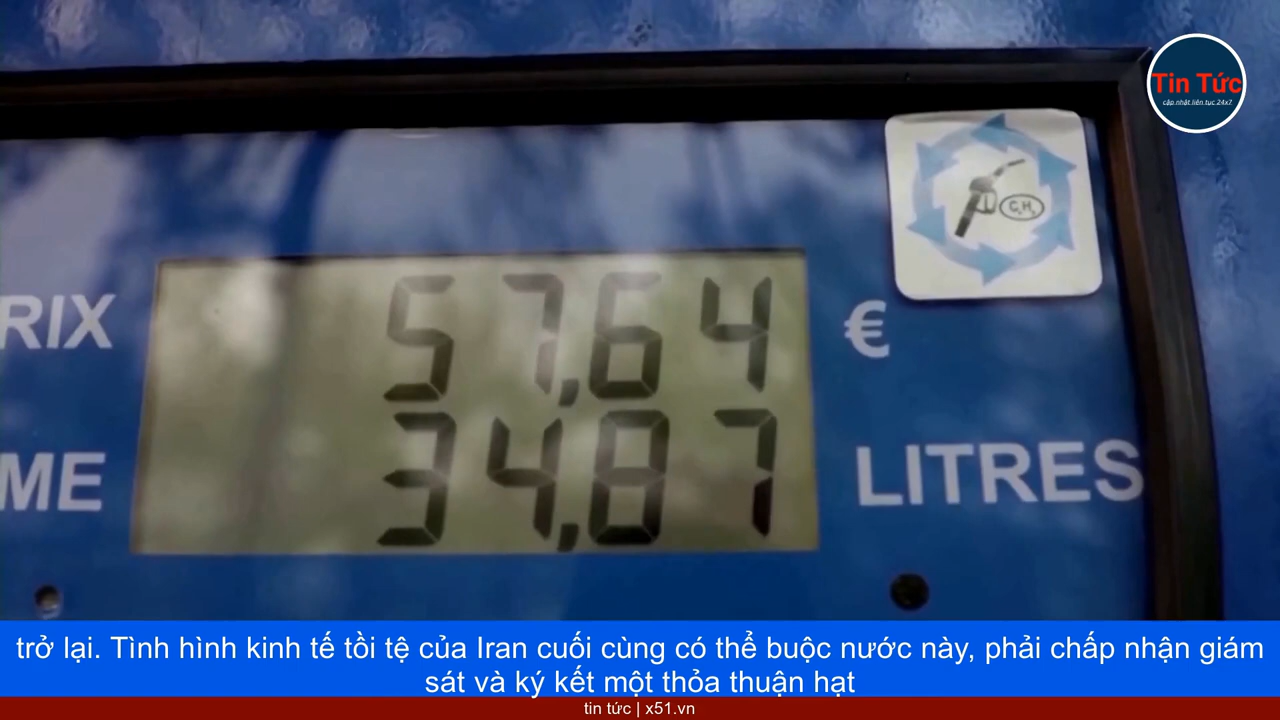 Tin Tức
cập nhật liên tục 24x7
RIX
57,64
€
ME
34,87
LITRES
trở lại. Tình hình kinh tế tồi tệ của Iran cuối cùng có thể buộc nước này, phải chấp nhận giám
sát và ký kết một thỏa thuận hạt
tin tức | x51.vn